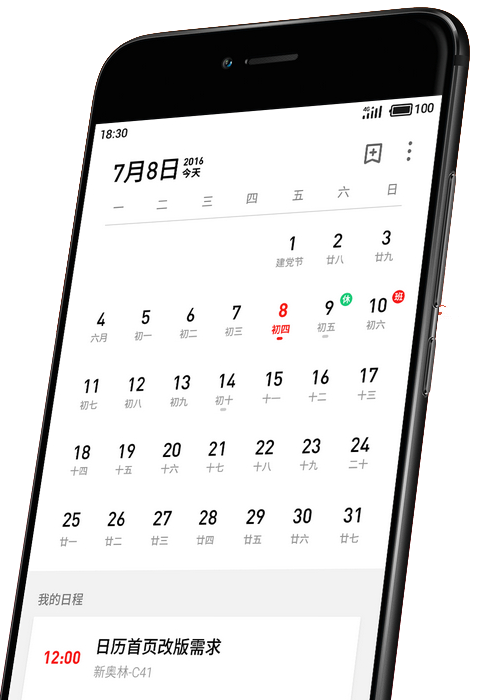 18:30 4G 100
7月8日 2016 今天
一 二 三 四 五 六 日
1 2 3
建党节 廿八 廿九
4 5 6 7 8 9 休 10 班
六月 初一 初二 初三 初四 初五 初六
11 12 13 14 15 16 17
初七 初八 初九 初十 十一 十二 十三
18 19 20 21 22 23 24
十四 十五 十六 十七 十八 十九 二十
25 26 27 28 29 30 31
廿一 廿二 廿三 廿四 廿五 廿六 廿七
我的日程
12:00 日历首页改版需求
新奥林-C41